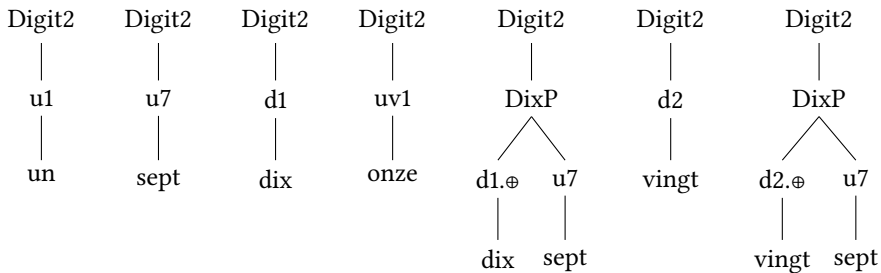 Digit2 Digit2 Digit2 Digit2 Digit2 Digit2 Digit2
u1 u7 d1 uv1 DixP d2 DixP
un sept dix onze d1.⊕ u7 vingt d2.⊕ u7
dix sept vingt sept